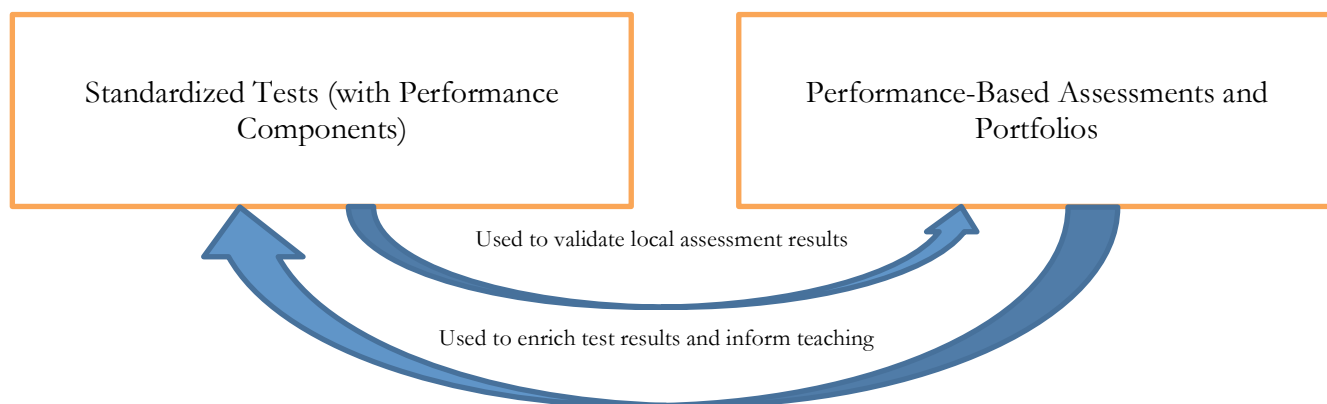 Standardized Tests (with Performance
Components)
Performance-Based Assessments and
Portfolios
Used to validate local assessment results
Used to enrich test results and inform teaching